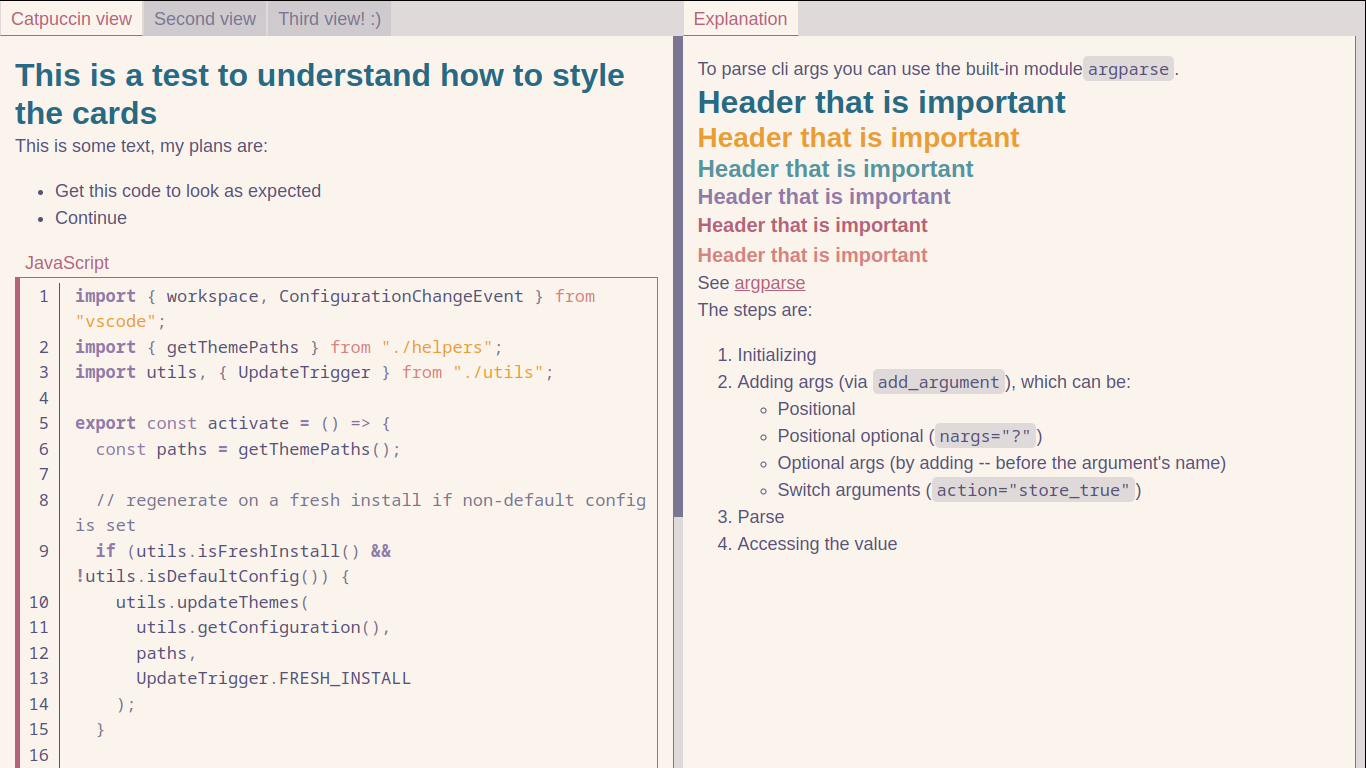 Catpuccin view Second view Third view! :)
This is a test to understand how to style
the cards
This is some text, my plans are:
• Get this code to look as expected
• Continue
JavaScript
1 import { workspace, ConfigurationChangeEvent } from
"vscode";
2 import { getThemePaths } from "./helpers";
3 import utils, { UpdateTrigger } from "./utils";
4
5 export const activate = () => {
6   const paths = getThemePaths();
7
8   // regenerate on a fresh install if non-default config
is set
9   if (utils.isFreshInstall() &&
!utils.isDefaultConfig()) {
10     utils.updateThemes(
11       utils.getConfiguration(),
12       paths,
13       UpdateTrigger.FRESH_INSTALL
14     );
15   }
16
Explanation
To parse cli args you can use the built-in module argparse .
Header that is important
Header that is important
Header that is important
Header that is important
Header that is important
Header that is important
See argparse
The steps are:
1. Initializing
2. Adding args (via add_argument ), which can be:
◦ Positional
◦ Positional optional ( nargs="?" )
◦ Optional args (by adding -- before the argument's name)
◦ Switch arguments ( action="store_true" )
3. Parse
4. Accessing the value